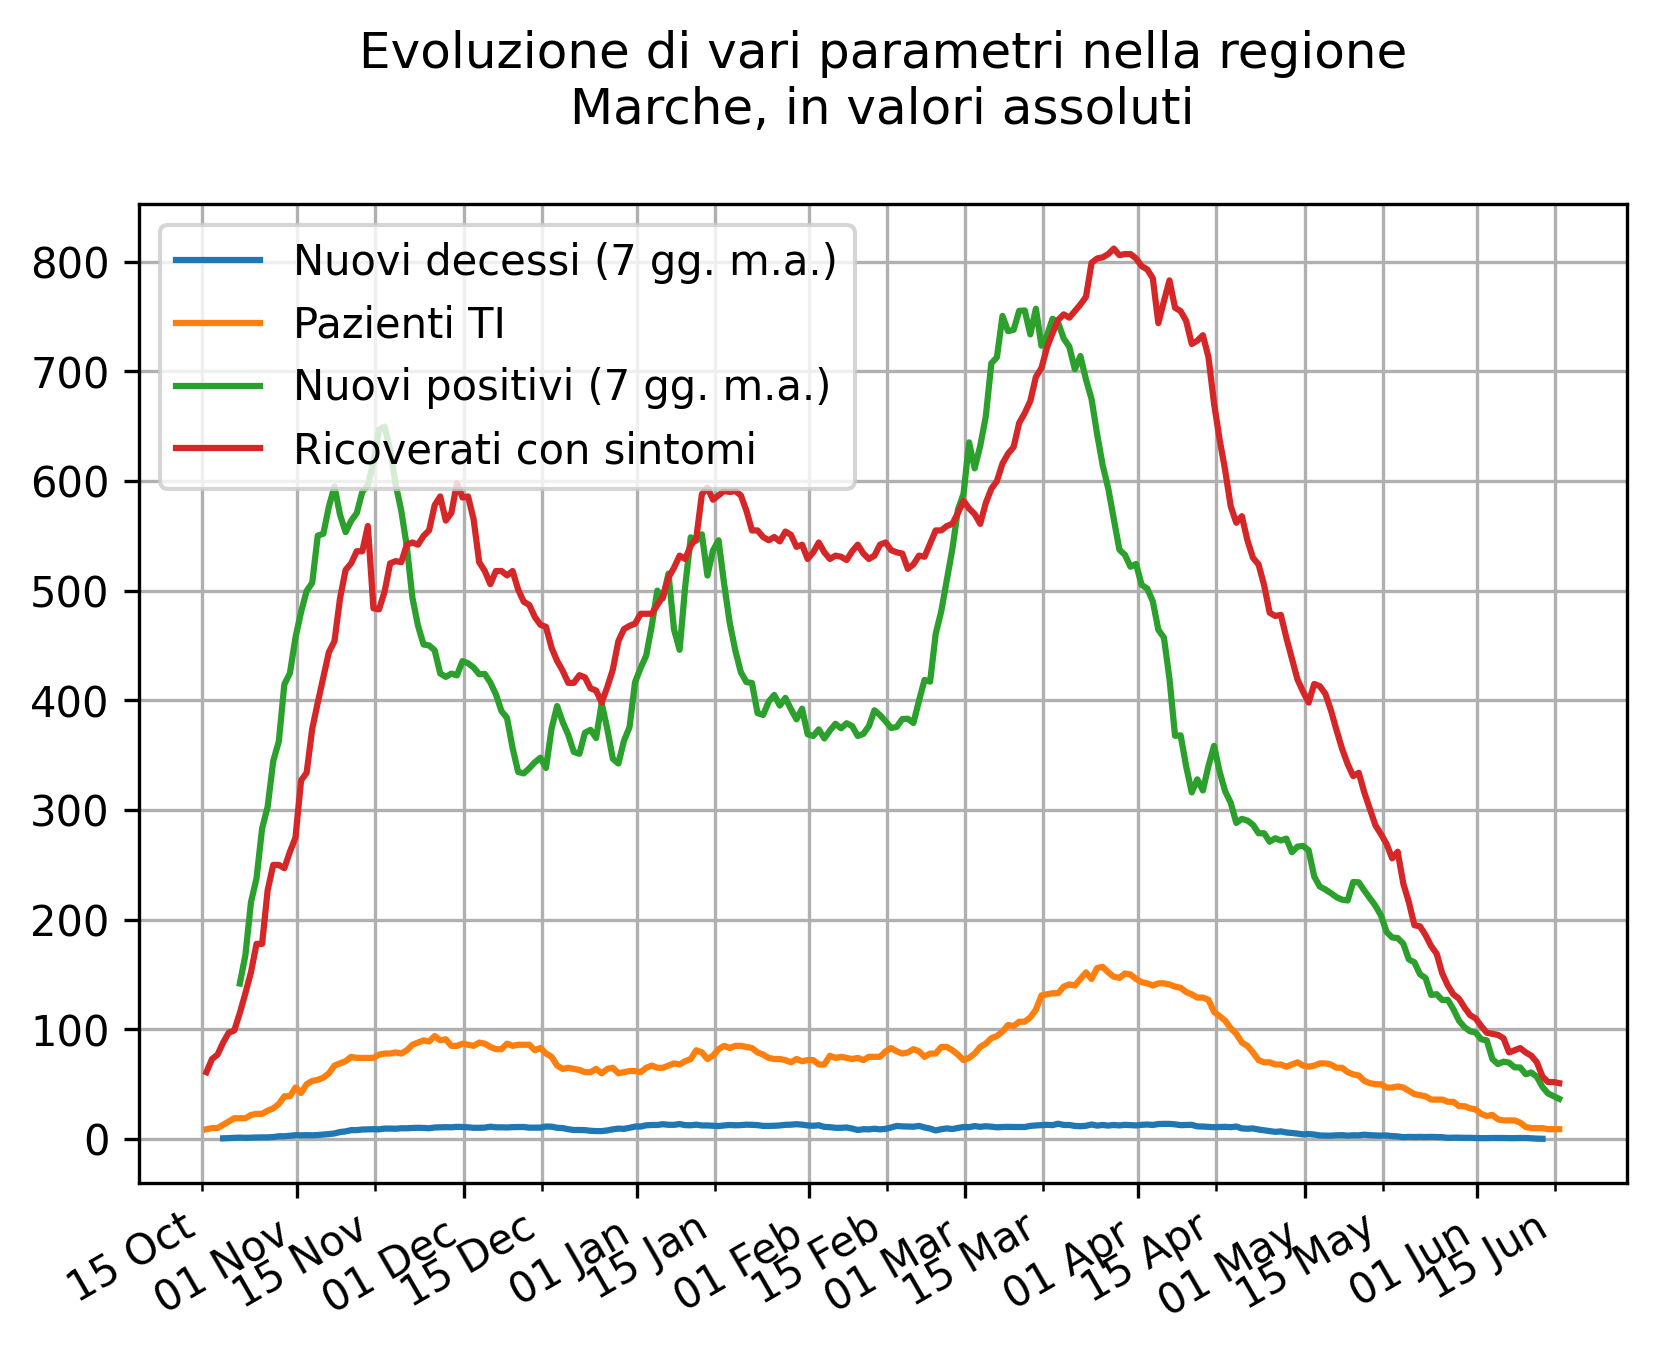 Evoluzione di vari parametri nella regione
Marche, in valori assoluti
Nuovi decessi (7 gg. m.a.)
Pazienti TI
Nuovi positivi (7 gg. m.a.)
Ricoverati con sintomi
800
700
600
500
400
300
200
100
0
15 Oct
01 Nov
15 Nov
01 Dec
15 Dec
01 Jan
15 Jan
01 Feb
15 Feb
01 Mar
15 Mar
01 Apr
15 Apr
01 May
15 May
01 Jun
15 Jun